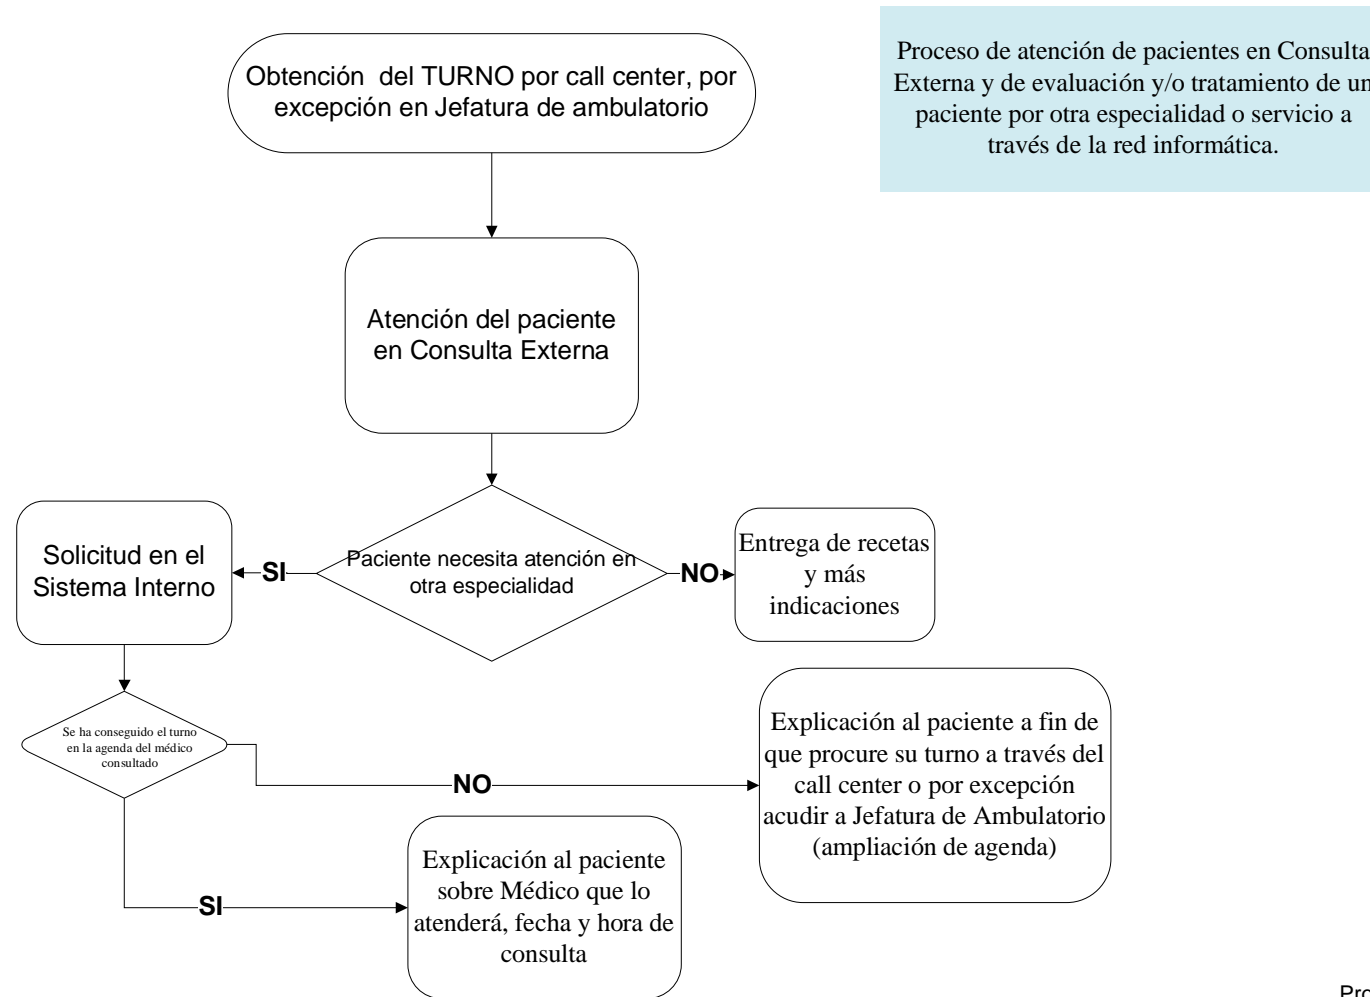 Obtención  del TURNO por call center, por
excepción en Jefatura de ambulatorio
Proceso de atención de pacientes en Consulta
Externa y de evaluación y/o tratamiento de un
paciente por otra especialidad o servicio a
través de la red informática.
Atención del paciente
en Consulta Externa
Solicitud en el
Sistema Interno
SI
Paciente necesita atención en
otra especialidad
NO
Entrega de recetas
y más
indicaciones
Se ha conseguido el turno
en la agenda del médico
consultado
NO
Explicación al paciente a fin de
que procure su turno a través del
call center o por excepción
acudir a Jefatura de Ambulatorio
(ampliación de agenda)
SI
Explicación al paciente
sobre Médico que lo
atenderá, fecha y hora de
consulta
Pro